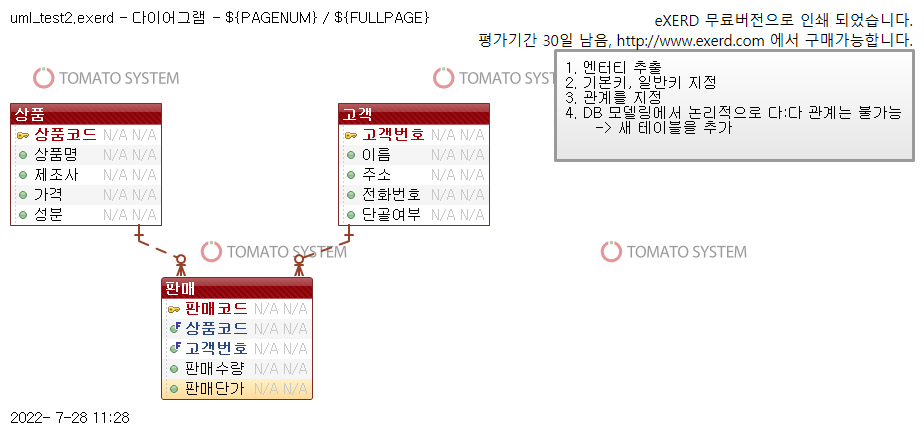 uml_test2.exerd - 다이어그램 - ${PAGENUM} / ${FULLPAGE}
eXERD 무료버전으로 인쇄 되었습니다.
평가기간 30일 남음, http://www.exerd.com 에서 구매가능합니다.
TOMATO SYSTEM
TOMATO SYSTEM
1. 엔터티 추출
2. 기본키, 일반키 지정
3. 관계를 지정
4. DB 모델링에서 논리적으로 다:다 관계는 불가능
-> 새 테이블을 추가
상품
상품코드 N/A N/A
상품명 N/A N/A
제조사 N/A N/A
가격 N/A N/A
성분 N/A N/A
고객
고객번호 N/A N/A
이름 N/A N/A
주소 N/A N/A
전화번호 N/A N/A
단골여부 N/A N/A
TOMATO SYSTEM
TOMATO SYSTEM
판매
판매코드 N/A N/A
F 상품코드 N/A N/A
F 고객번호 N/A N/A
판매수량 N/A N/A
판매단가 N/A N/A
2022- 7-28 11:28